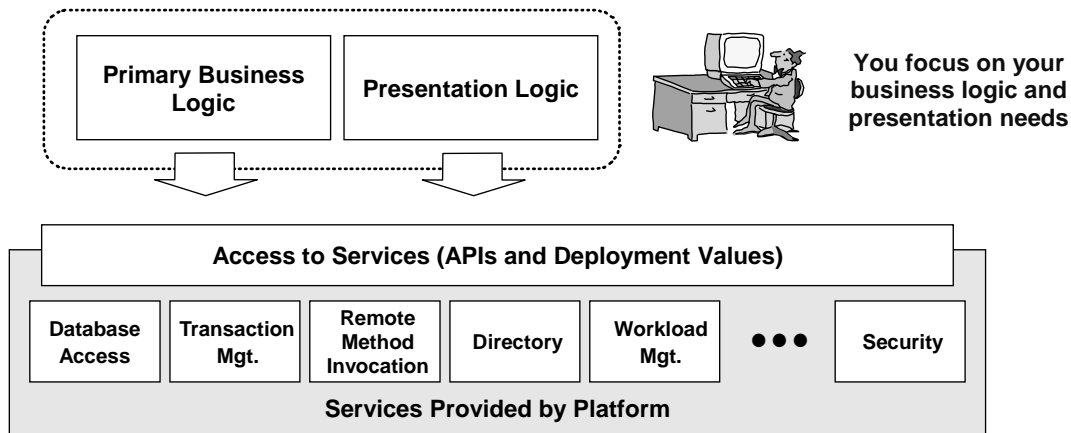 Primary Business
Logic
Presentation Logic
You focus on your
business logic and
presentation needs
Access to Services (APIs and Deployment Values)
Database
Access
Transaction
Mgt.
Remote
Method
Invocation
Directory
Workload
Mgt.
Security
Services Provided by Platform